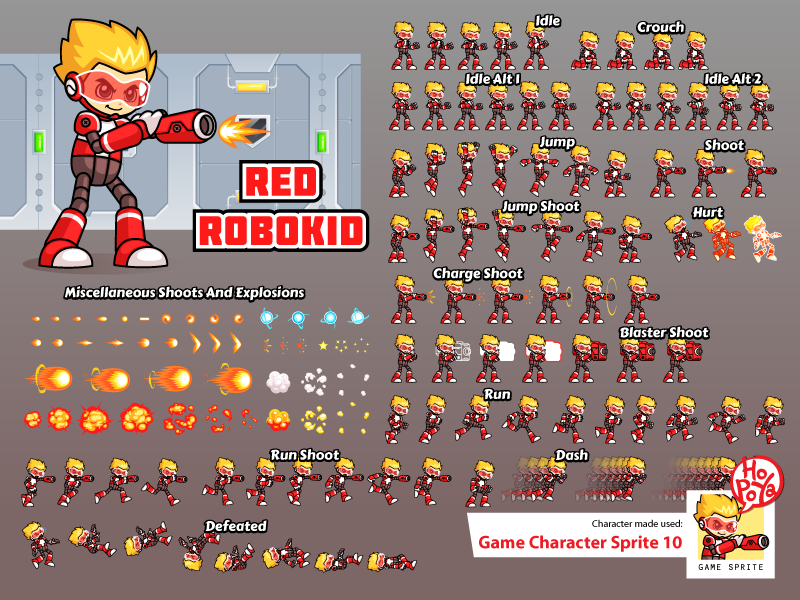 Idle
Crouch
Idle Alt 1
Idle Alt 2
Jump
Shoot
RED
ROBOKID
Jump Shoot
Hurt
Charge Shoot
Miscellaneous Shoots And Explosions
Blaster Shoot
Run
Run Shoot
Dash
Defeated
Character made used:
Game Character Sprite 10
GAME SPRITE